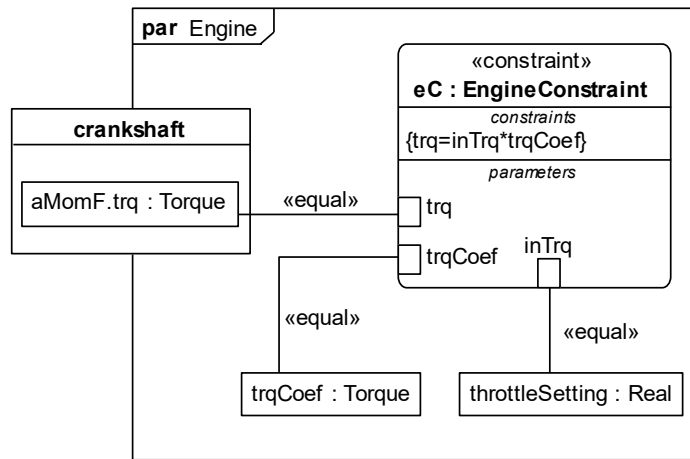 par Engine
«constraint»
eC : EngineConstraint
constraints
{trq=inTrq*trqCoef}
parameters
crankshaft
aMomF.trq : Torque
«equal»
trq
trqCoef
inTrq
«equal»
«equal»
trqCoef : Torque
throttleSetting : Real